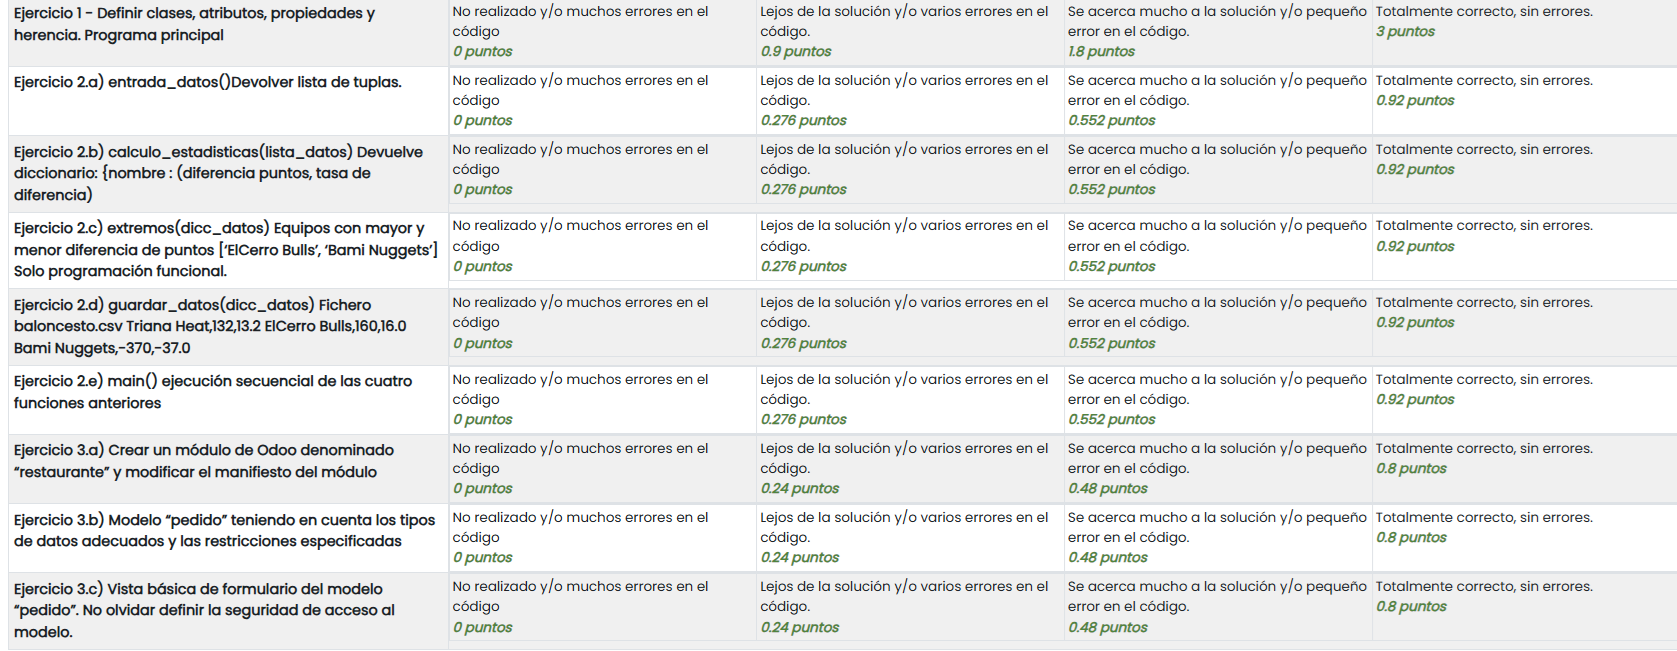 Ejercicio 1 - Definir clases, atributos, propiedades y
herencia. Programa principal
No realizado y/o muchos errores en el
código
0 puntos
Lejos de la solución y/o varios errores en el
código.
0.9 puntos
Se acerca mucho a la solución y/o pequeño
error en el código.
1.8 puntos
Totalmente correcto, sin errores.
3 puntos
Ejercicio 2.a) entrada_datos()Devolver lista de tuplas.
No realizado y/o muchos errores en el
código
0 puntos
Lejos de la solución y/o varios errores en el
código.
0.276 puntos
Se acerca mucho a la solución y/o pequeño
error en el código.
0.552 puntos
Totalmente correcto, sin errores.
0.92 puntos
Ejercicio 2.b) calculo_estadisticas(lista_datos) Devuelve
diccionario: {nombre : (diferencia puntos, tasa de
diferencia)
No realizado y/o muchos errores en el
código
0 puntos
Lejos de la solución y/o varios errores en el
código.
0.276 puntos
Se acerca mucho a la solución y/o pequeño
error en el código.
0.552 puntos
Totalmente correcto, sin errores.
0.92 puntos
Ejercicio 2.c) extremos(dicc_datos) Equipos con mayor y
menor diferencia de puntos [‘ElCerro Bulls’, ‘Bami Nuggets’]
Solo programación funcional.
No realizado y/o muchos errores en el
código
0 puntos
Lejos de la solución y/o varios errores en el
código.
0.276 puntos
Se acerca mucho a la solución y/o pequeño
error en el código.
0.552 puntos
Totalmente correcto, sin errores.
0.92 puntos
Ejercicio 2.d) guardar_datos(dicc_datos) Fichero
baloncesto.csv Triana Heat,132,13.2 ElCerro Bulls,160,16.0
Bami Nuggets,-370,-37.0
No realizado y/o muchos errores en el
código
0 puntos
Lejos de la solución y/o varios errores en el
código.
0.276 puntos
Se acerca mucho a la solución y/o pequeño
error en el código.
0.552 puntos
Totalmente correcto, sin errores.
0.92 puntos
Ejercicio 2.e) main() ejecución secuencial de las cuatro
funciones anteriores
No realizado y/o muchos errores en el
código
0 puntos
Lejos de la solución y/o varios errores en el
código.
0.276 puntos
Se acerca mucho a la solución y/o pequeño
error en el código.
0.552 puntos
Totalmente correcto, sin errores.
0.92 puntos
Ejercicio 3.a) Crear un módulo de Odoo denominado
“restaurante” y modificar el manifiesto del módulo
No realizado y/o muchos errores en el
código
0 puntos
Lejos de la solución y/o varios errores en el
código.
0.24 puntos
Se acerca mucho a la solución y/o pequeño
error en el código.
0.48 puntos
Totalmente correcto, sin errores.
0.8 puntos
Ejercicio 3.b) Modelo “pedido” teniendo en cuenta los tipos
de datos adecuados y las restricciones especificadas
No realizado y/o muchos errores en el
código
0 puntos
Lejos de la solución y/o varios errores en el
código.
0.24 puntos
Se acerca mucho a la solución y/o pequeño
error en el código.
0.48 puntos
Totalmente correcto, sin errores.
0.8 puntos
Ejercicio 3.c) Vista básica de formulario del modelo
“pedido”. No olvidar definir la seguridad de acceso al
modelo.
No realizado y/o muchos errores en el
código
0 puntos
Lejos de la solución y/o varios errores en el
código.
0.24 puntos
Se acerca mucho a la solución y/o pequeño
error en el código.
0.48 puntos
Totalmente correcto, sin errores.
0.8 puntos